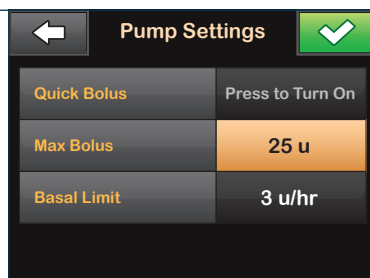 Pump Settings
Quick Bolus Press to Turn On
Max Bolus 25 u
Basal Limit 3 u/hr